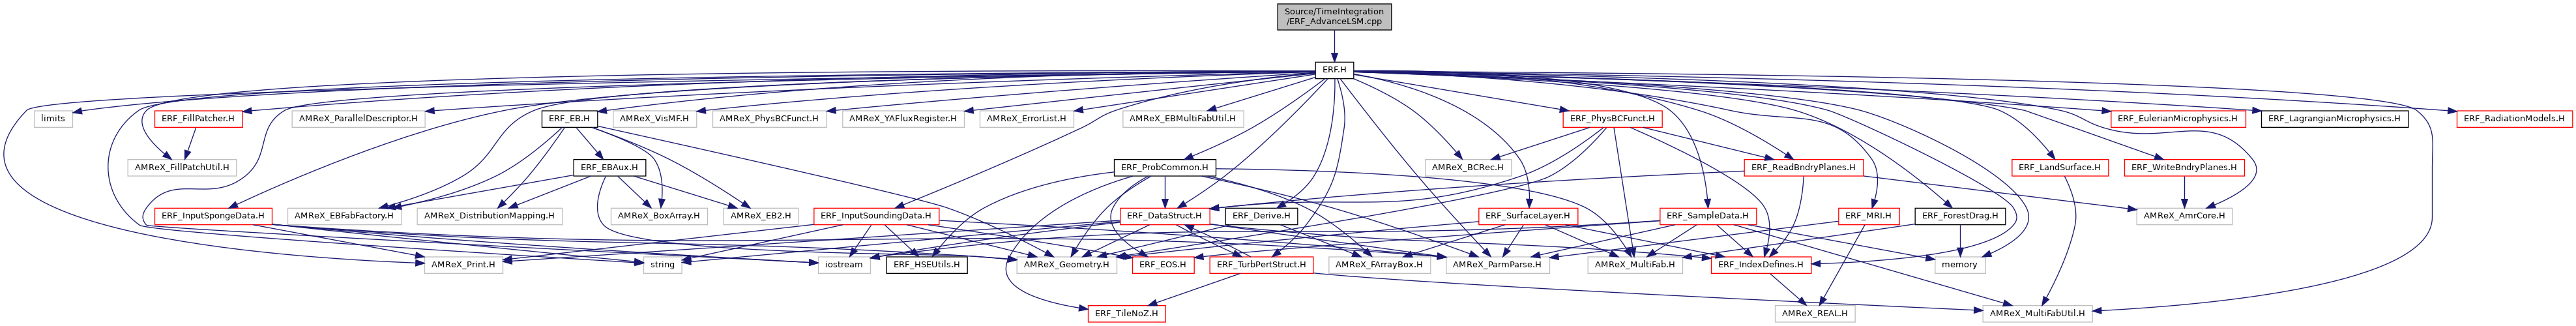 Source/TimeIntegration
/ERF_AdvanceLSM.cpp
ERF.H
limits
ERF_FillPatcher.H
AMReX_ParallelDescriptor.H
ERF_EB.H
AMReX_VisMF.H
AMReX_PhysBCFunct.H
AMReX_YAFluxRegister.H
AMReX_ErrorList.H
AMReX_EBMultiFabUtil.H
ERF_PhysBCFunct.H
ERF_EulerianMicrophysics.H
ERF_LagrangianMicrophysics.H
ERF_RadiationModels.H
AMReX_FillPatchUtil.H
ERF_EBAux.H
ERF_ProbCommon.H
AMReX_BCRec.H
ERF_ReadBndryPlanes.H
ERF_LandSurface.H
ERF_WriteBndryPlanes.H
ERF_InputSpongeData.H
AMReX_EBFabFactory.H
AMReX_DistributionMapping.H
AMReX_BoxArray.H
AMReX_EB2.H
ERF_InputSoundingData.H
ERF_DataStruct.H
ERF_Derive.H
ERF_SurfaceLayer.H
ERF_SampleData.H
ERF_MRI.H
ERF_ForestDrag.H
AMReX_AmrCore.H
AMReX_Print.H
string
iostream
ERF_HSEUtils.H
AMReX_Geometry.H
ERF_EOS.H
ERF_TurbPertStruct.H
AMReX_FArrayBox.H
AMReX_ParmParse.H
AMReX_MultiFab.H
ERF_IndexDefines.H
memory
ERF_TileNoZ.H
AMReX_REAL.H
AMReX_MultiFabUtil.H